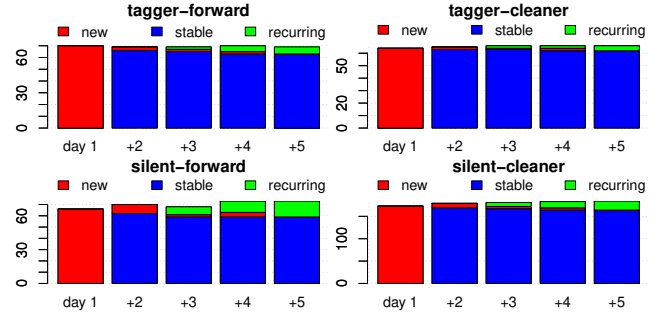 tagger−forward
new stable recurring
0 30 60
day 1 +2 +3 +4 +5
tagger−cleaner
new stable recurring
0 20 50
day 1 +2 +3 +4 +5
silent−forward
new stable recurring
0 30 60
day 1 +2 +3 +4 +5
silent−cleaner
new stable recurring
0 100
day 1 +2 +3 +4 +5